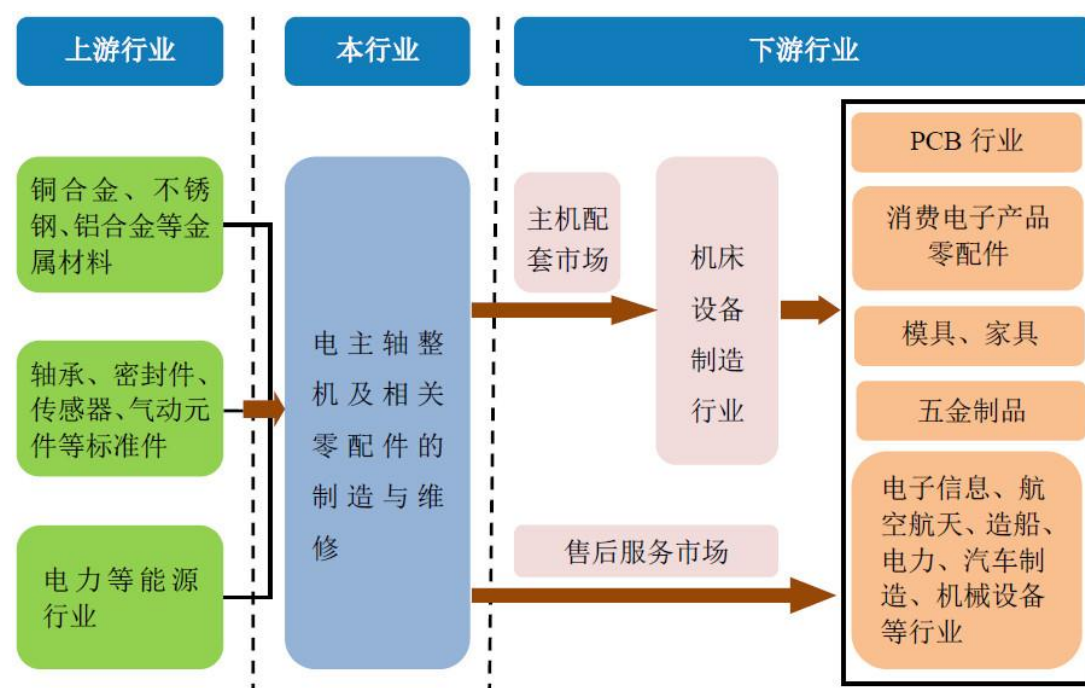 上游行业
本行业
下游行业
铜合金、不锈
钢、铝合金等金
属材料
轴承、密封件、
传感器、气动元
件等标准件
电力等能源
行业
电主轴整
机及相关
零配件的
制造与维
修
主机配
套市场
机床
设备
制造
行业
售后服务市场
PCB 行业
消费电子产品
零配件
模具、家具
五金制品
电子信息、航
空航天、造船、
电力、汽车制
造、机械设备
等行业